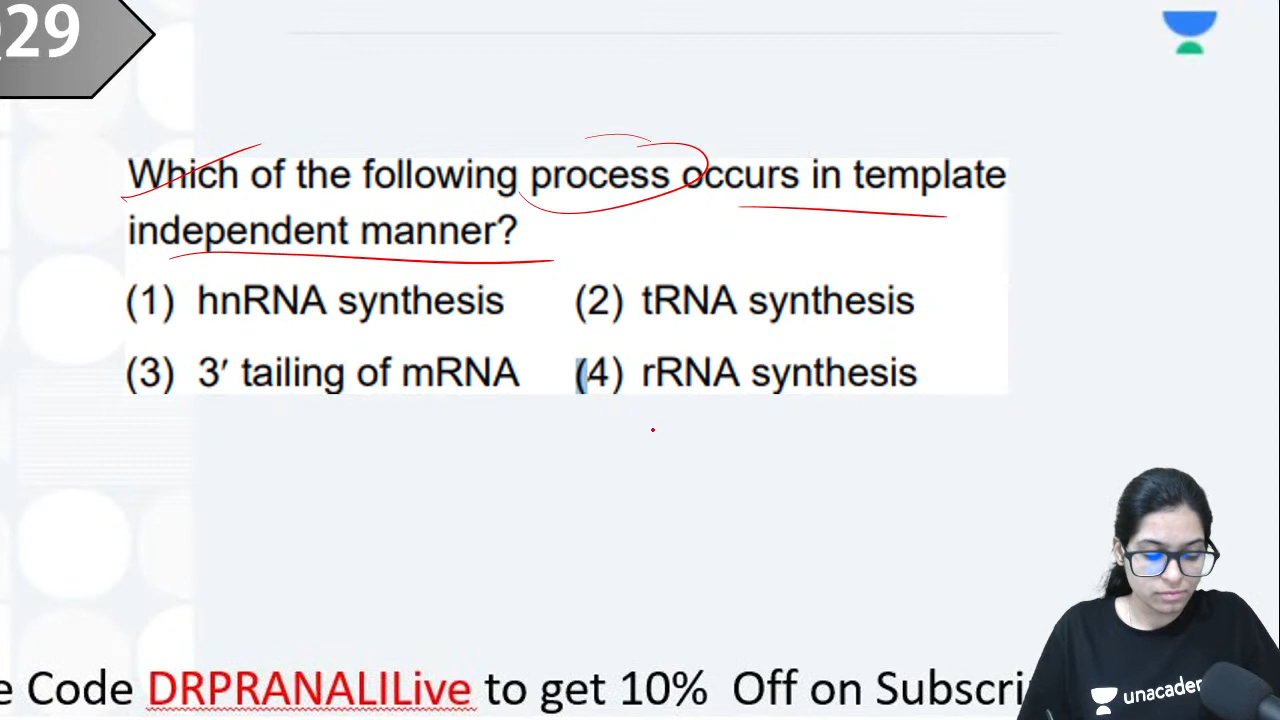 29
Which of the following process occurs in template
independent manner?
(1) hnRNA synthesis (2) tRNA synthesis
(3) 3′ tailing of mRNA (4) rRNA synthesis
e Code DRPRANALILive to get 10% Off on Subscri
unacader